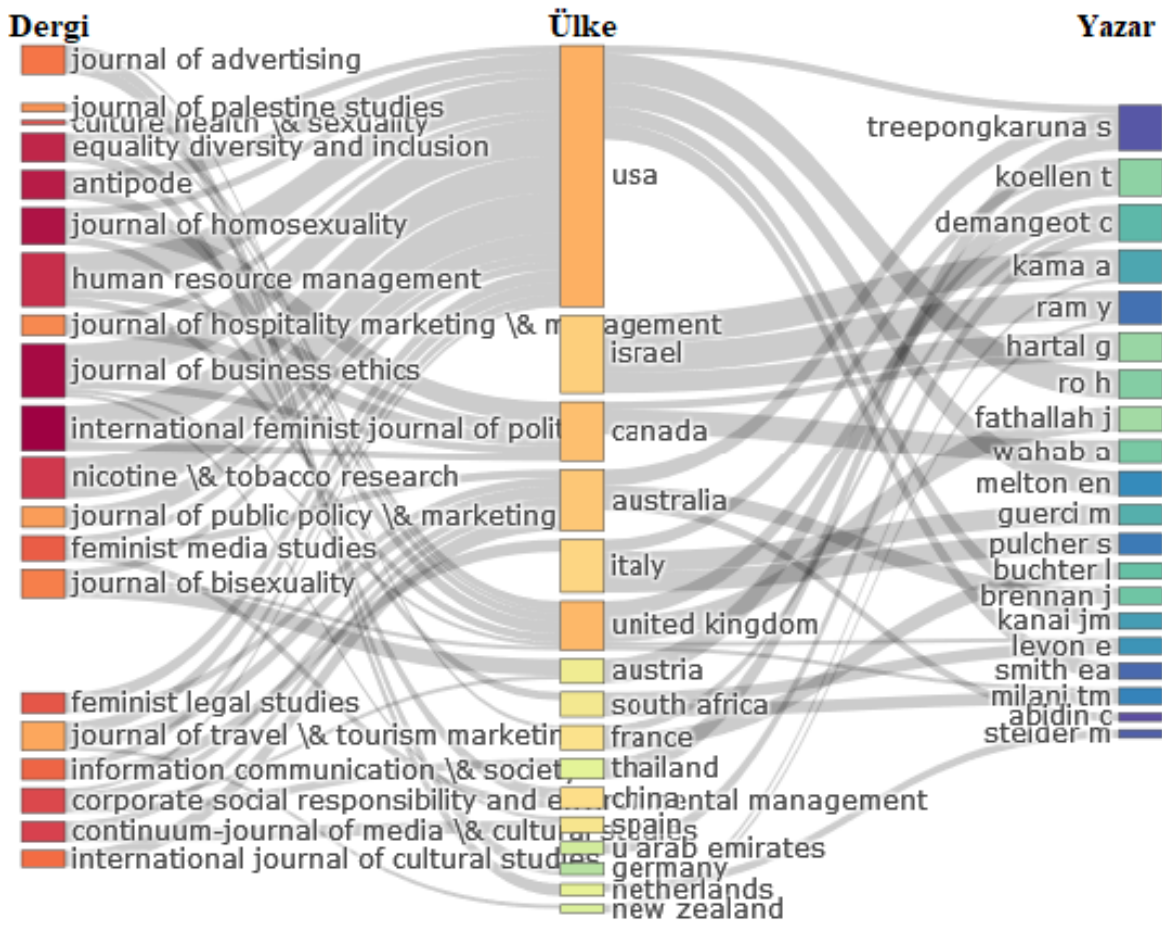 Dergi
Ülke
Yazar
journal of advertising
journal of palestine studies
culture health \& sexuality
equality diversity and inclusion
antipode
journal of homosexuality
human resource management
journal of hospitality marketing \& management
journal of business ethics
international feminist journal of polit
nicotine \& tobacco research
journal of public policy \& marketing
feminist media studies
journal of bisexuality
feminist legal studies
journal of travel \& tourism marketin
information communication \& societ
corporate social responsibility and environmental management
continuum-journal of media \& cultural studies
international journal of cultural studies
usa
israel
canada
australia
italy
united kingdom
austria
south africa
france
thailand
china
spain
u arab emirates
germany
netherlands
new zealand
treepongkaruna s
koellen t
demangeot c
kama a
ram y
hartal g
ro h
fathallah j
wahab a
melton en
guerci m
pulcher s
buchter l
brennan j
kanai jm
levon e
smith ea
milani tm
abidin c
steider m